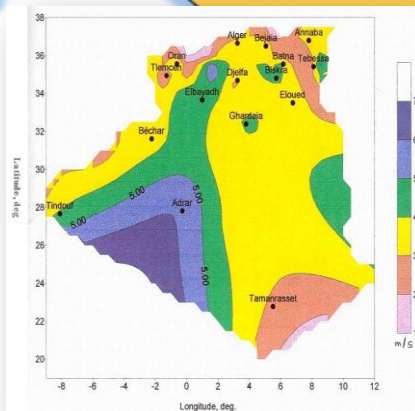 38
36
34
32
30
28
26
24
22
20
Latitude, deg
Alger
Bejaia
Annaba
Oran
Batna
Tebessa
Tlemcen
Djelfa
Biskra
Elbayadh
Eloued
Ghardaia
Béchar
Tindouf
5.00
5.00
5.00
Adrar
Tamanrasset
m/s
-8 -6 -4 -2 0 2 4 6 8 10 12
Longitude, deg.